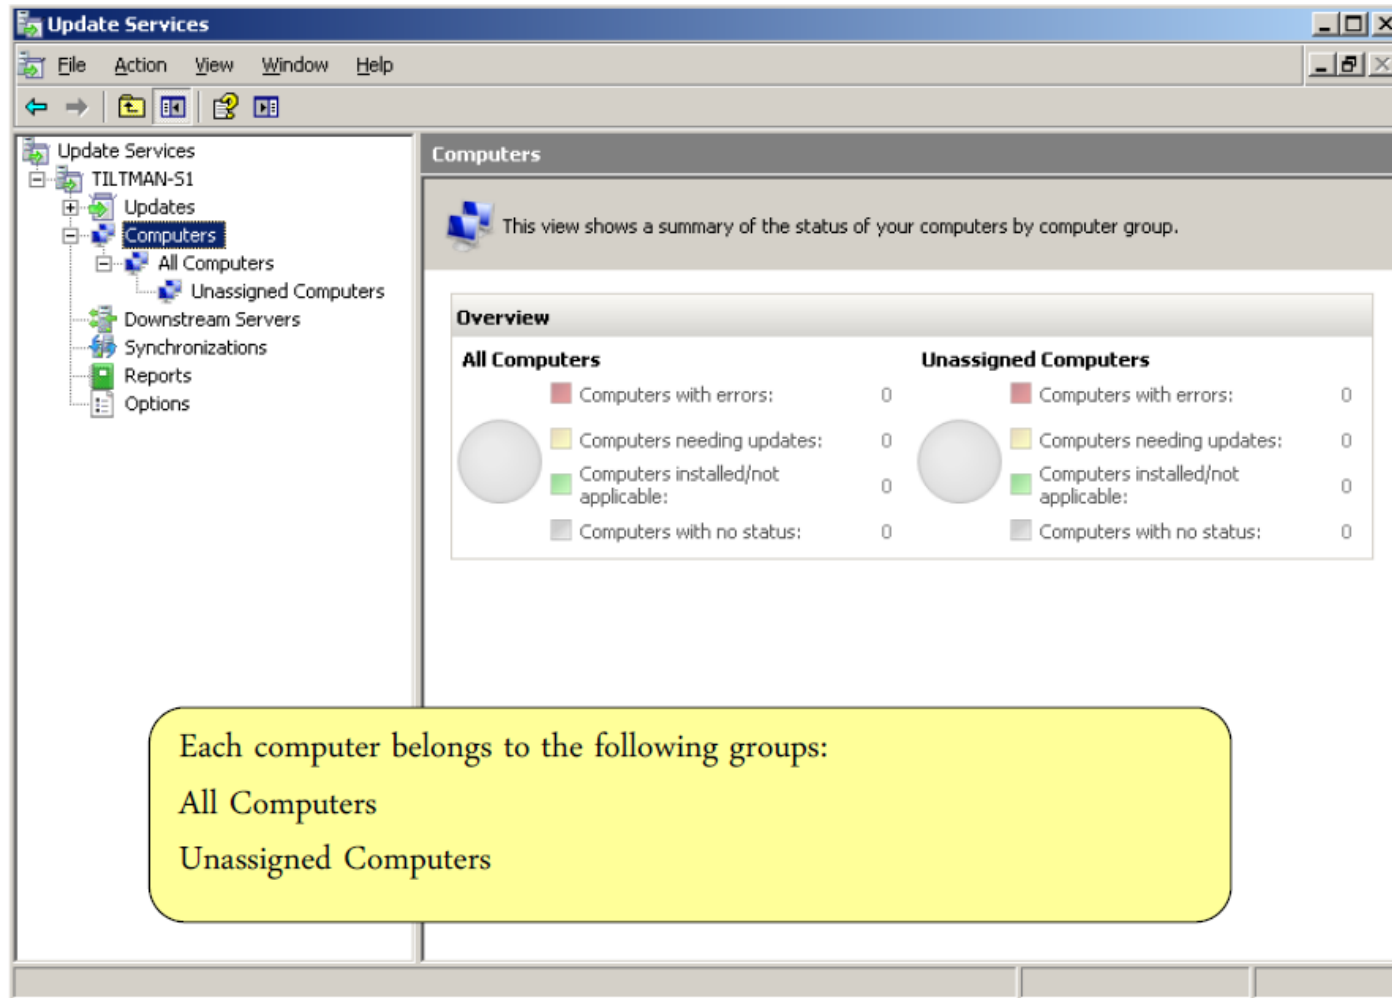 Update Services
File Action View Window Help
Update Services
TILTMAN-S1
Updates
Computers
All Computers
Unassigned Computers
Downstream Servers
Synchronizations
Reports
Options
Computers
This view shows a summary of the status of your computers by computer group.
Overview
All Computers
Computers with errors: 0
Computers needing updates: 0
Computers installed/not
applicable: 0
Computers with no status: 0
Unassigned Computers
Computers with errors: 0
Computers needing updates: 0
Computers installed/not
applicable: 0
Computers with no status: 0
Each computer belongs to the following groups:
All Computers
Unassigned Computers